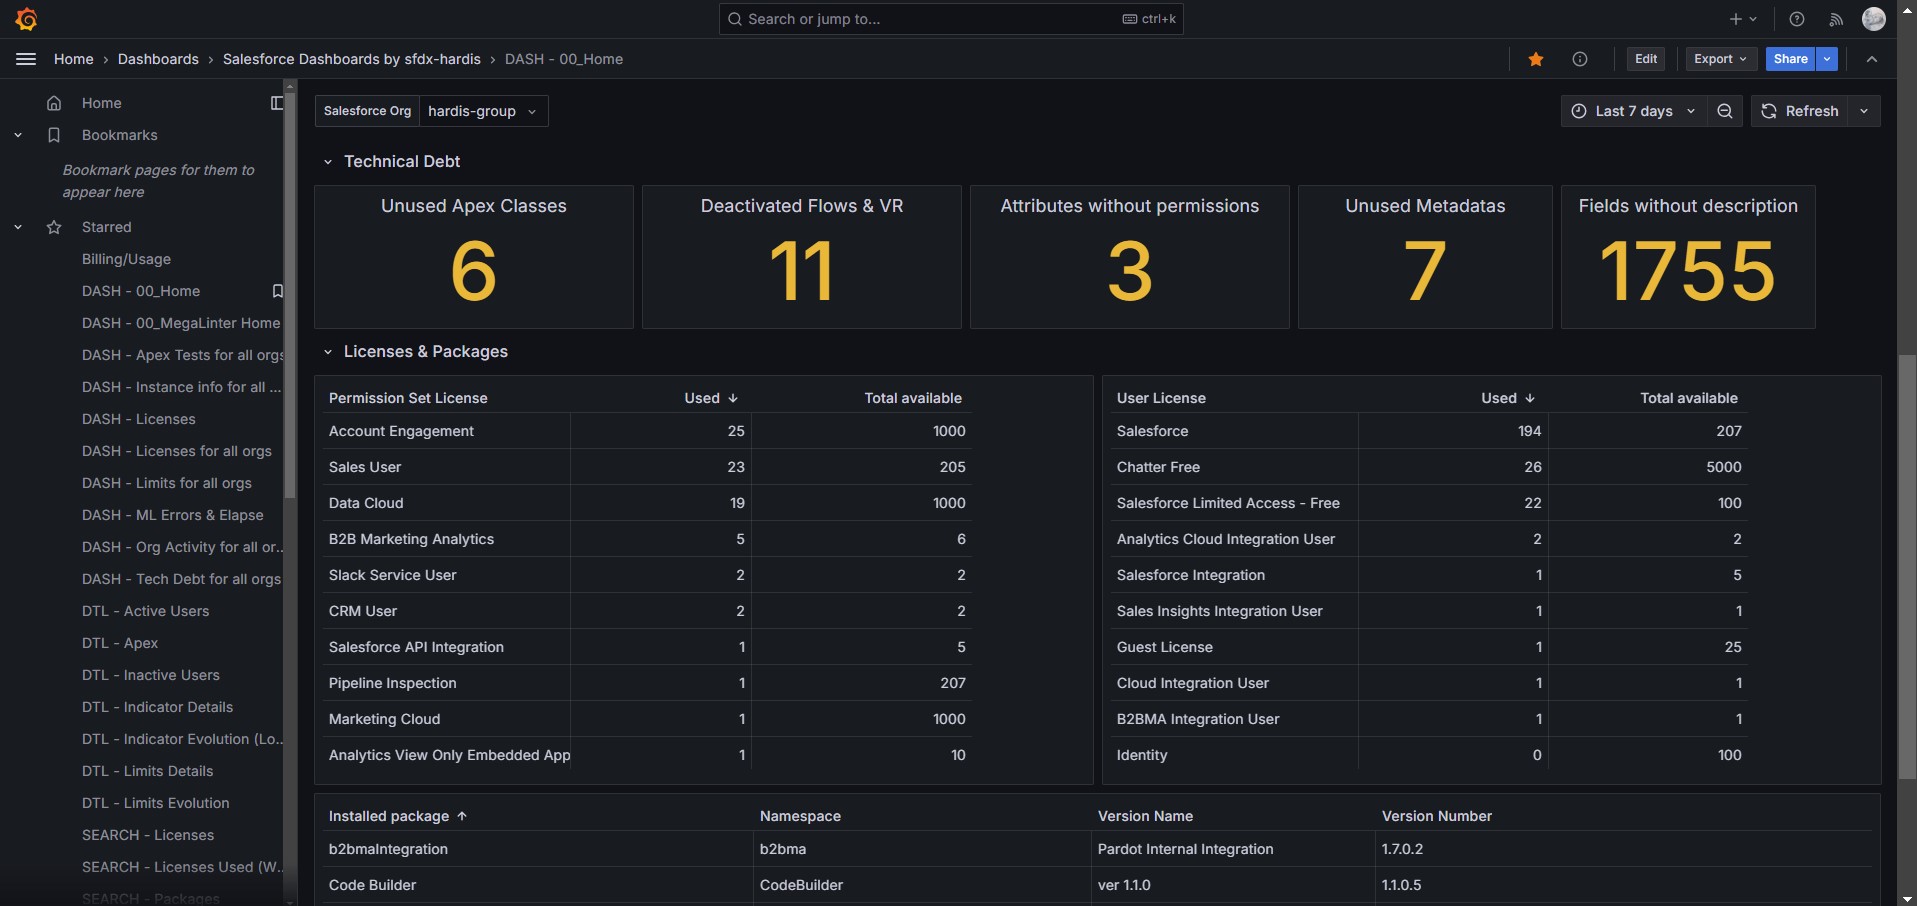 Search or jump to...
ctrl+k
Home › Dashboards › Salesforce Dashboards by sfdx-hardis › DASH - 00_Home
Edit
Export
Share
Home
Bookmarks
Bookmark pages for them to
appear here
Starred
Billing/Usage
DASH - 00_Home
DASH - 00_MegaLinter Home
DASH - Apex Tests for all orgs
DASH - Instance info for all ...
DASH - Licenses
DASH - Licenses for all orgs
DASH - Limits for all orgs
DASH - ML Errors & Elapse
DASH - Org Activity for all or...
DASH - Tech Debt for all orgs
DTL - Active Users
DTL - Apex
DTL - Inactive Users
DTL - Indicator Details
DTL - Indicator Evolution (Lo...
DTL - Limits Details
DTL - Limits Evolution
SEARCH - Licenses
SEARCH - Licenses Used (W...
SEARCH - Packages
Salesforce Org hardis-group
Last 7 days
Refresh
Technical Debt
Unused Apex Classes
6
Deactivated Flows & VR
11
Attributes without permissions
3
Unused Metadatas
7
Fields without description
1755
Licenses & Packages
Permission Set License Used Total available
Account Engagement 25 1000
Sales User 23 205
Data Cloud 19 1000
B2B Marketing Analytics 5 6
Slack Service User 2 2
CRM User 2 2
Salesforce API Integration 1 5
Pipeline Inspection 1 207
Marketing Cloud 1 1000
Analytics View Only Embedded App 1 10
User License Used Total available
Salesforce 194 207
Chatter Free 26 5000
Salesforce Limited Access - Free 22 100
Analytics Cloud Integration User 2 2
Salesforce Integration 1 5
Sales Insights Integration User 1 1
Guest License 1 25
Cloud Integration User 1 1
B2BMA Integration User 1 1
Identity 0 100
Installed package Namespace Version Name Version Number
b2bmaIntegration b2bma Pardot Internal Integration 1.7.0.2
Code Builder CodeBuilder ver 1.1.0 1.1.0.5